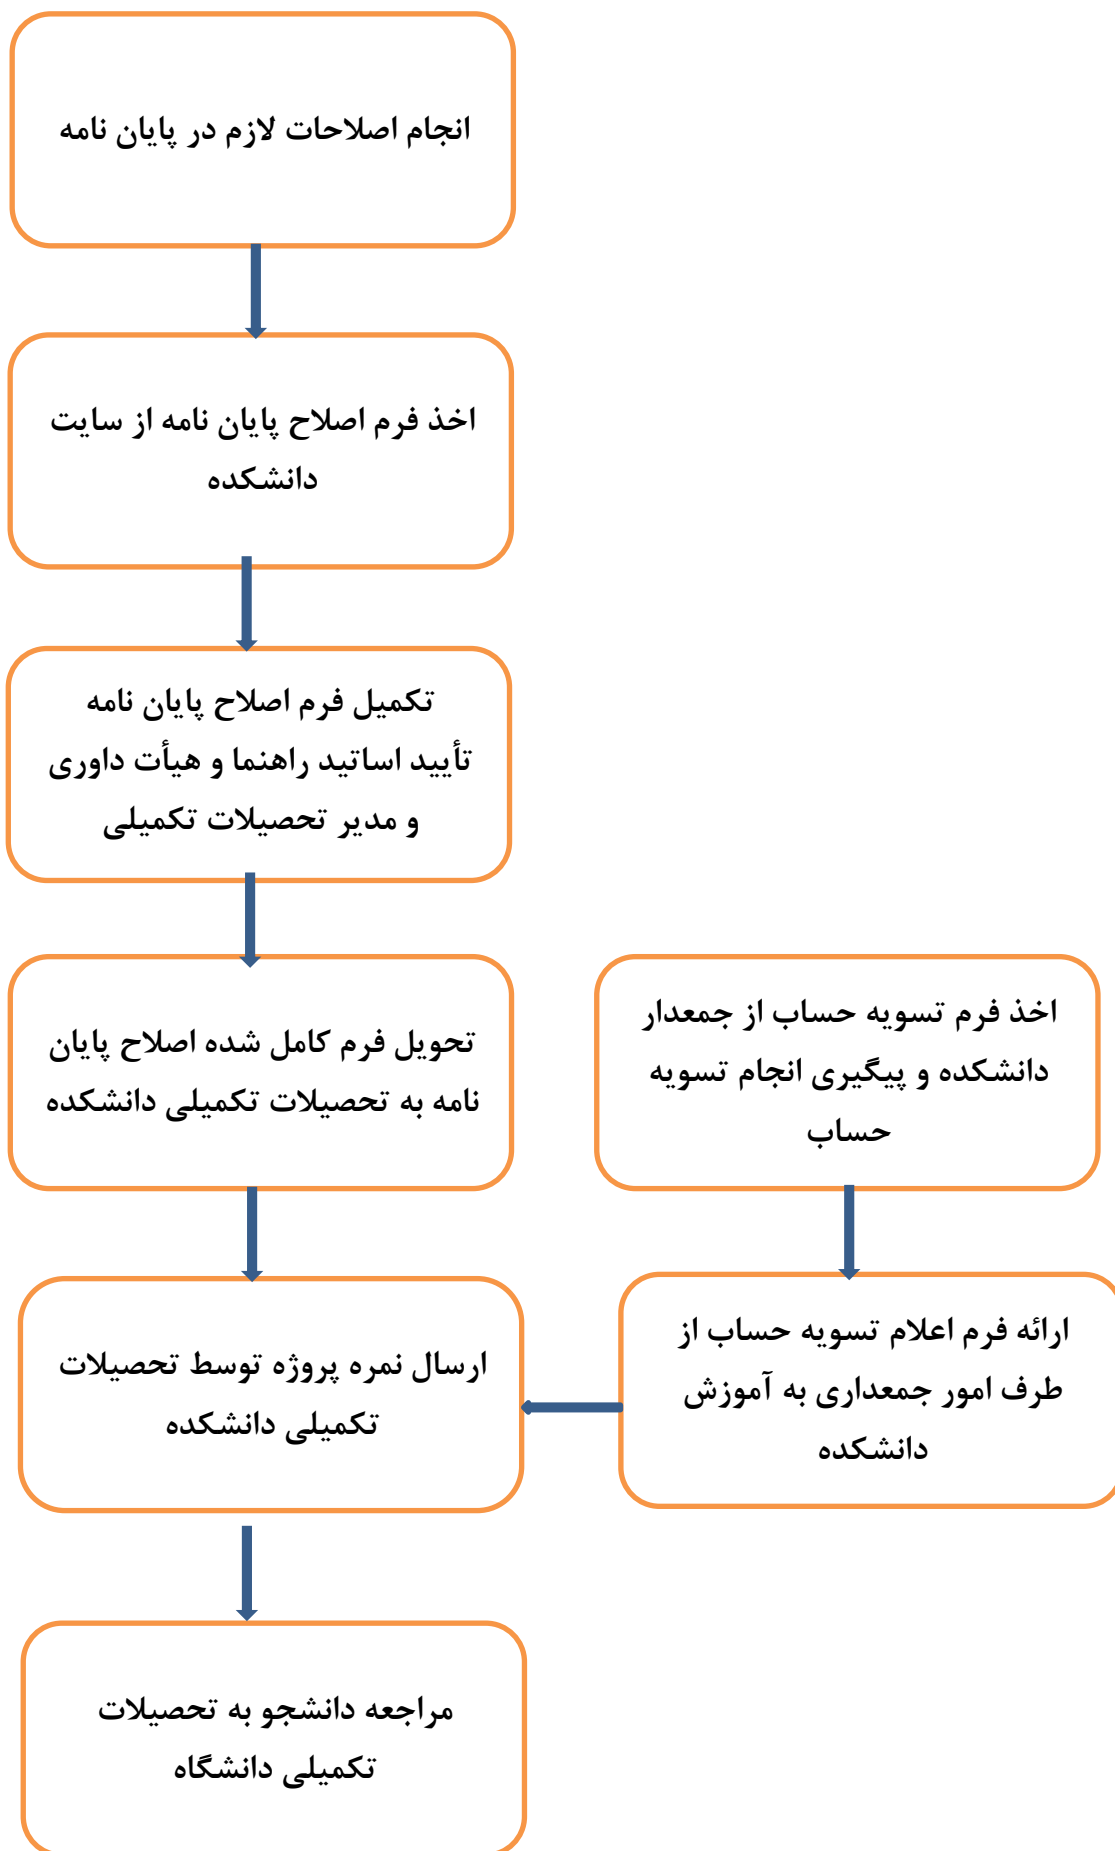 انجام اصلاحات لازم در پایان نامه
اخذ فرم اصلاح پایان نامه از سایت
دانشکده
تکمیل فرم اصلاح پایان نامه
تأیید اساتید راهنما و هیأت داوری
و مدیر تحصیلات تکمیلی
تحویل فرم کامل شده اصلاح پایان
نامه به تحصیلات تکمیلی دانشکده
اخذ فرم تسویه حساب از جمعدار
دانشکده و پیگیری انجام تسویه
حساب
ارائه فرم اعلام تسویه حساب از
طرف امور جمعداری به آموزش
دانشکده
ارسال نمره پروژه توسط تحصیلات
تکمیلی دانشکده
مراجعه دانشجو به تحصیلات
تکمیلی دانشگاه